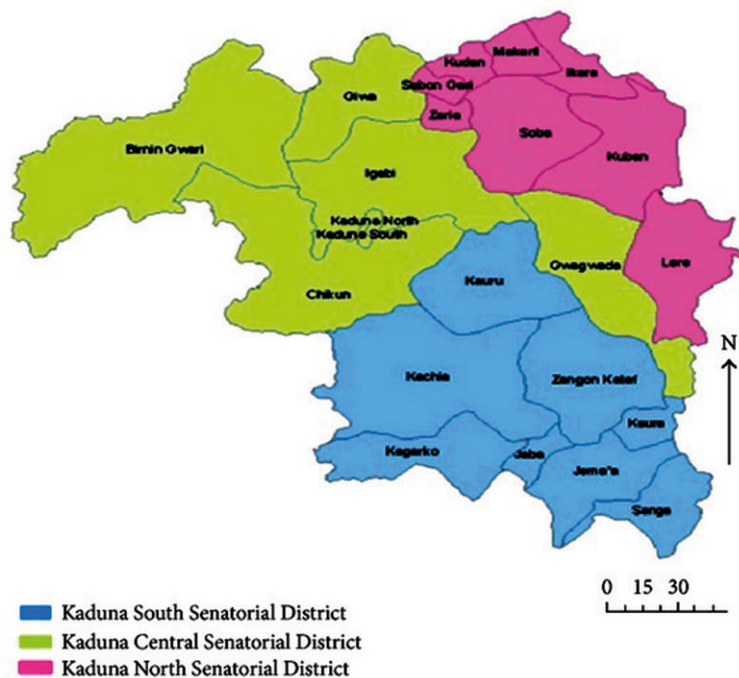 Makarfi
Kudan
Ikara
Sabon Gari
Giwa
Zaria
Soba
Birnin Gwari
Kuban
Igabi
Kaduna North
Kaduna South
Gwagwada
Lere
Kauru
Chikun
N
Kachia
Zangon Kataf
Kaura
Kagarko
Jaba
Jema'a
Sanga
0 15 30
Kaduna South Senatorial District
Kaduna Central Senatorial District
Kaduna North Senatorial District